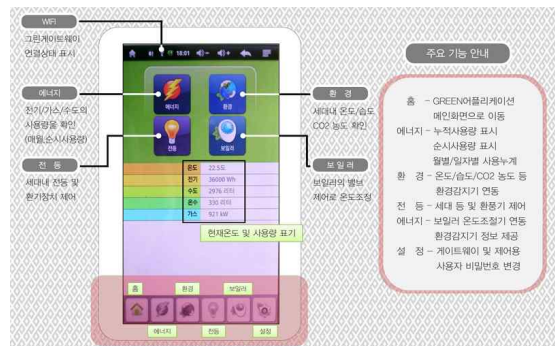 WIFI
그린게이트웨이
연결상태 표시
에너지
전기/가스/수도의
사용량을 확인
(매월,순시사용량)
전 등
세대내 전등 및
환기장치 제어
18:01
에너지
환경
전등
보일러
온도 22.5도
전기 36000 Wh
수도 2976 리터
온수 330 리터
가스 921 kW
현재온도 및 사용량 표기
홈
환경
보일러
에너지
전등
설정
환 경
세대내 온도/습도
CO2 농도 확인
보일러
보일러의 밸브
제어로 온도조절
주요 기능 안내
홈 - GREEN어플리케이션
메인화면으로 이동
에너지 - 누적사용량 표시
순시사용량 표시
월별/일자별 사용누계
환 경 - 온도/습도/CO2 농도 등
환경감지기 연동
전 등 - 세대 등 및 환풍기 제어
에너지 - 보일러 온도조절기 연동
환경감지기 정보 제공
설 정 - 게이트웨이 및 제어용
사용자 비밀번호 변경